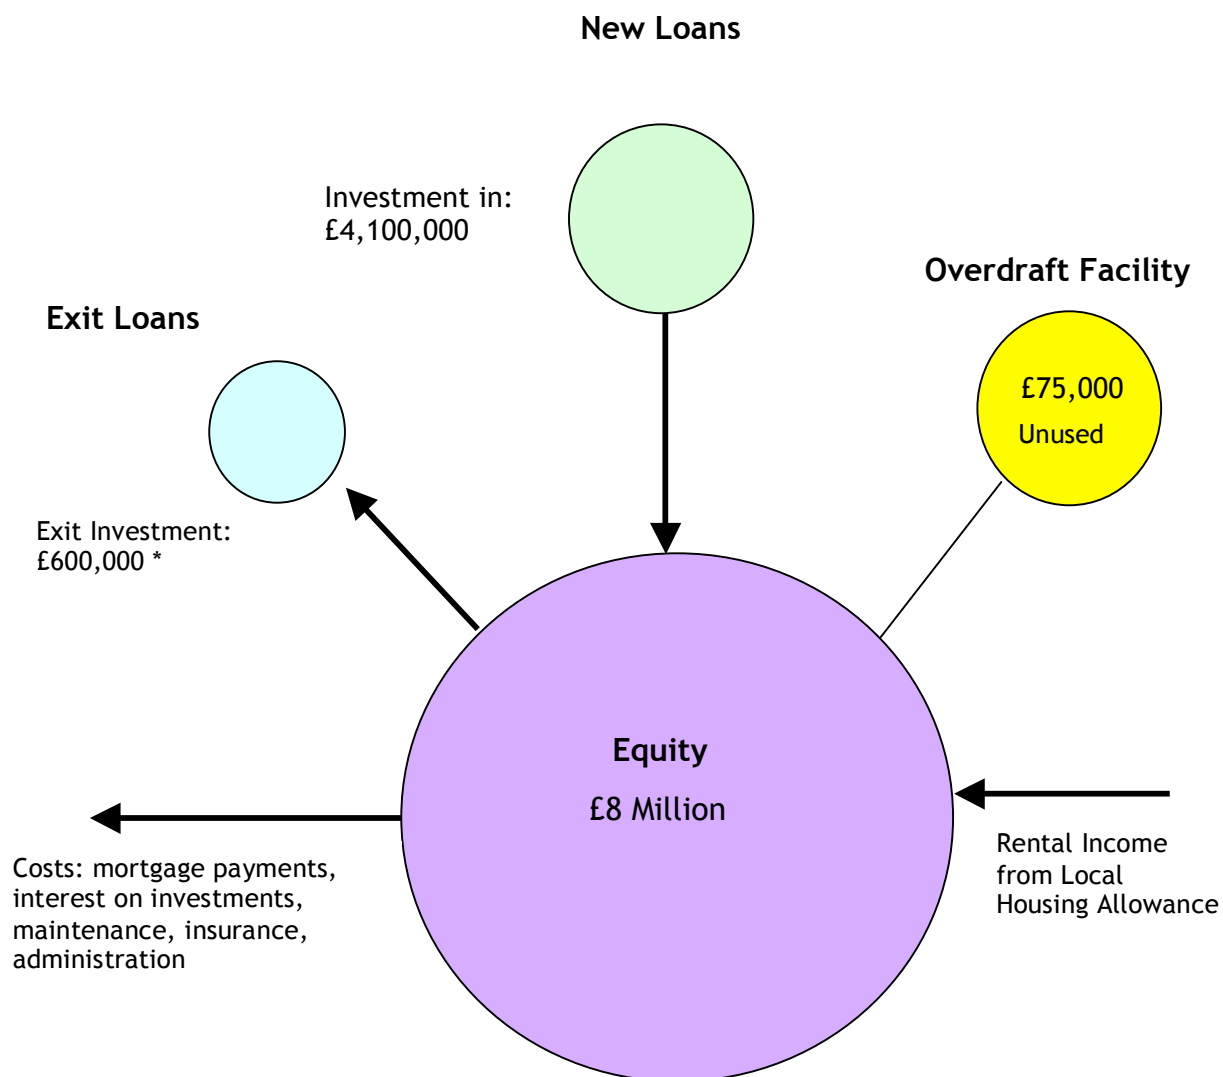 New Loans
Investment in:
£4,100,000
Overdraft Facility
Exit Loans
£75,000
Unused
Exit Investment:
£600,000 *
Equity
£8 Million
Rental Income
from Local
Housing Allowance
Costs: mortgage payments,
interest on investments,
maintenance, insurance,
administration